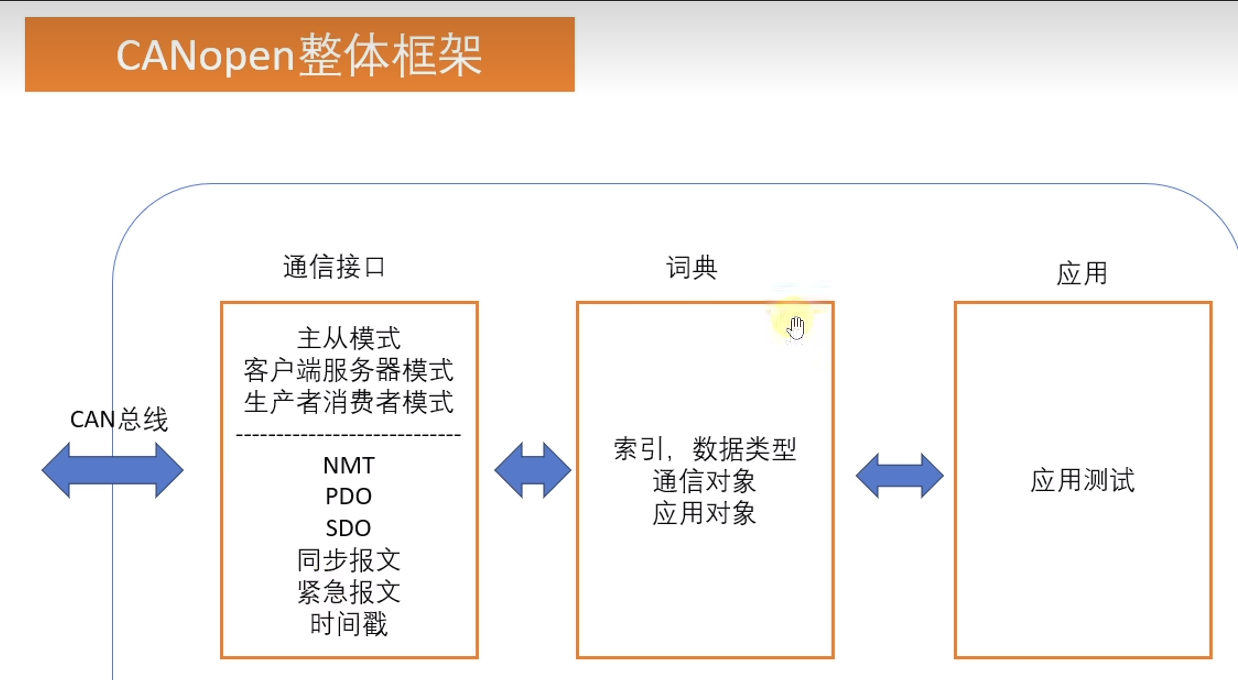 CANopen整体框架
通信接口
词典
应用
CAN总线
主从模式
客户端服务器模式
生产者消费者模式
----------------------------
NMT
PDO
SDO
同步报文
紧急报文
时间戳
索引，数据类型
通信对象
应用对象
应用测试